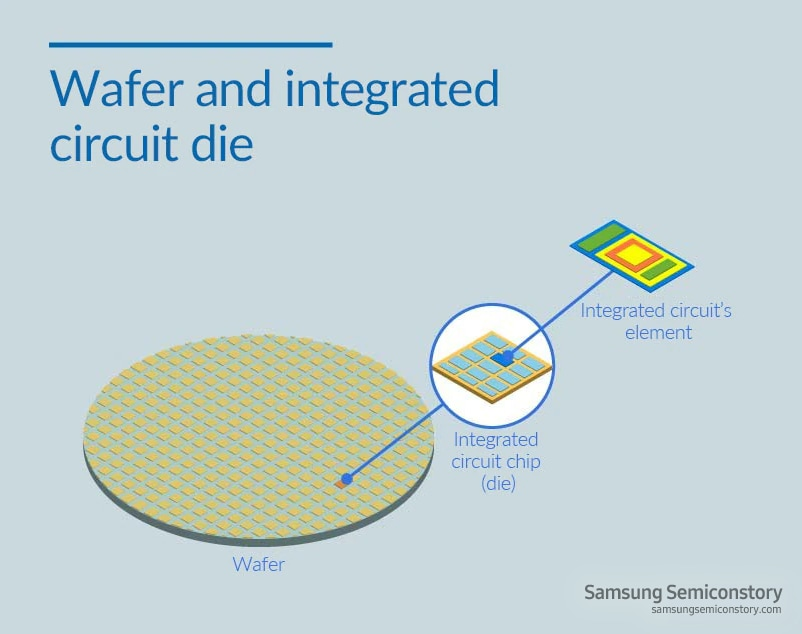 Wafer and integrated
circuit die
Integrated circuit's
element
Integrated
circuit chip
(die)
Wafer
Samsung Semiconstory
samsungsemiconstory.com